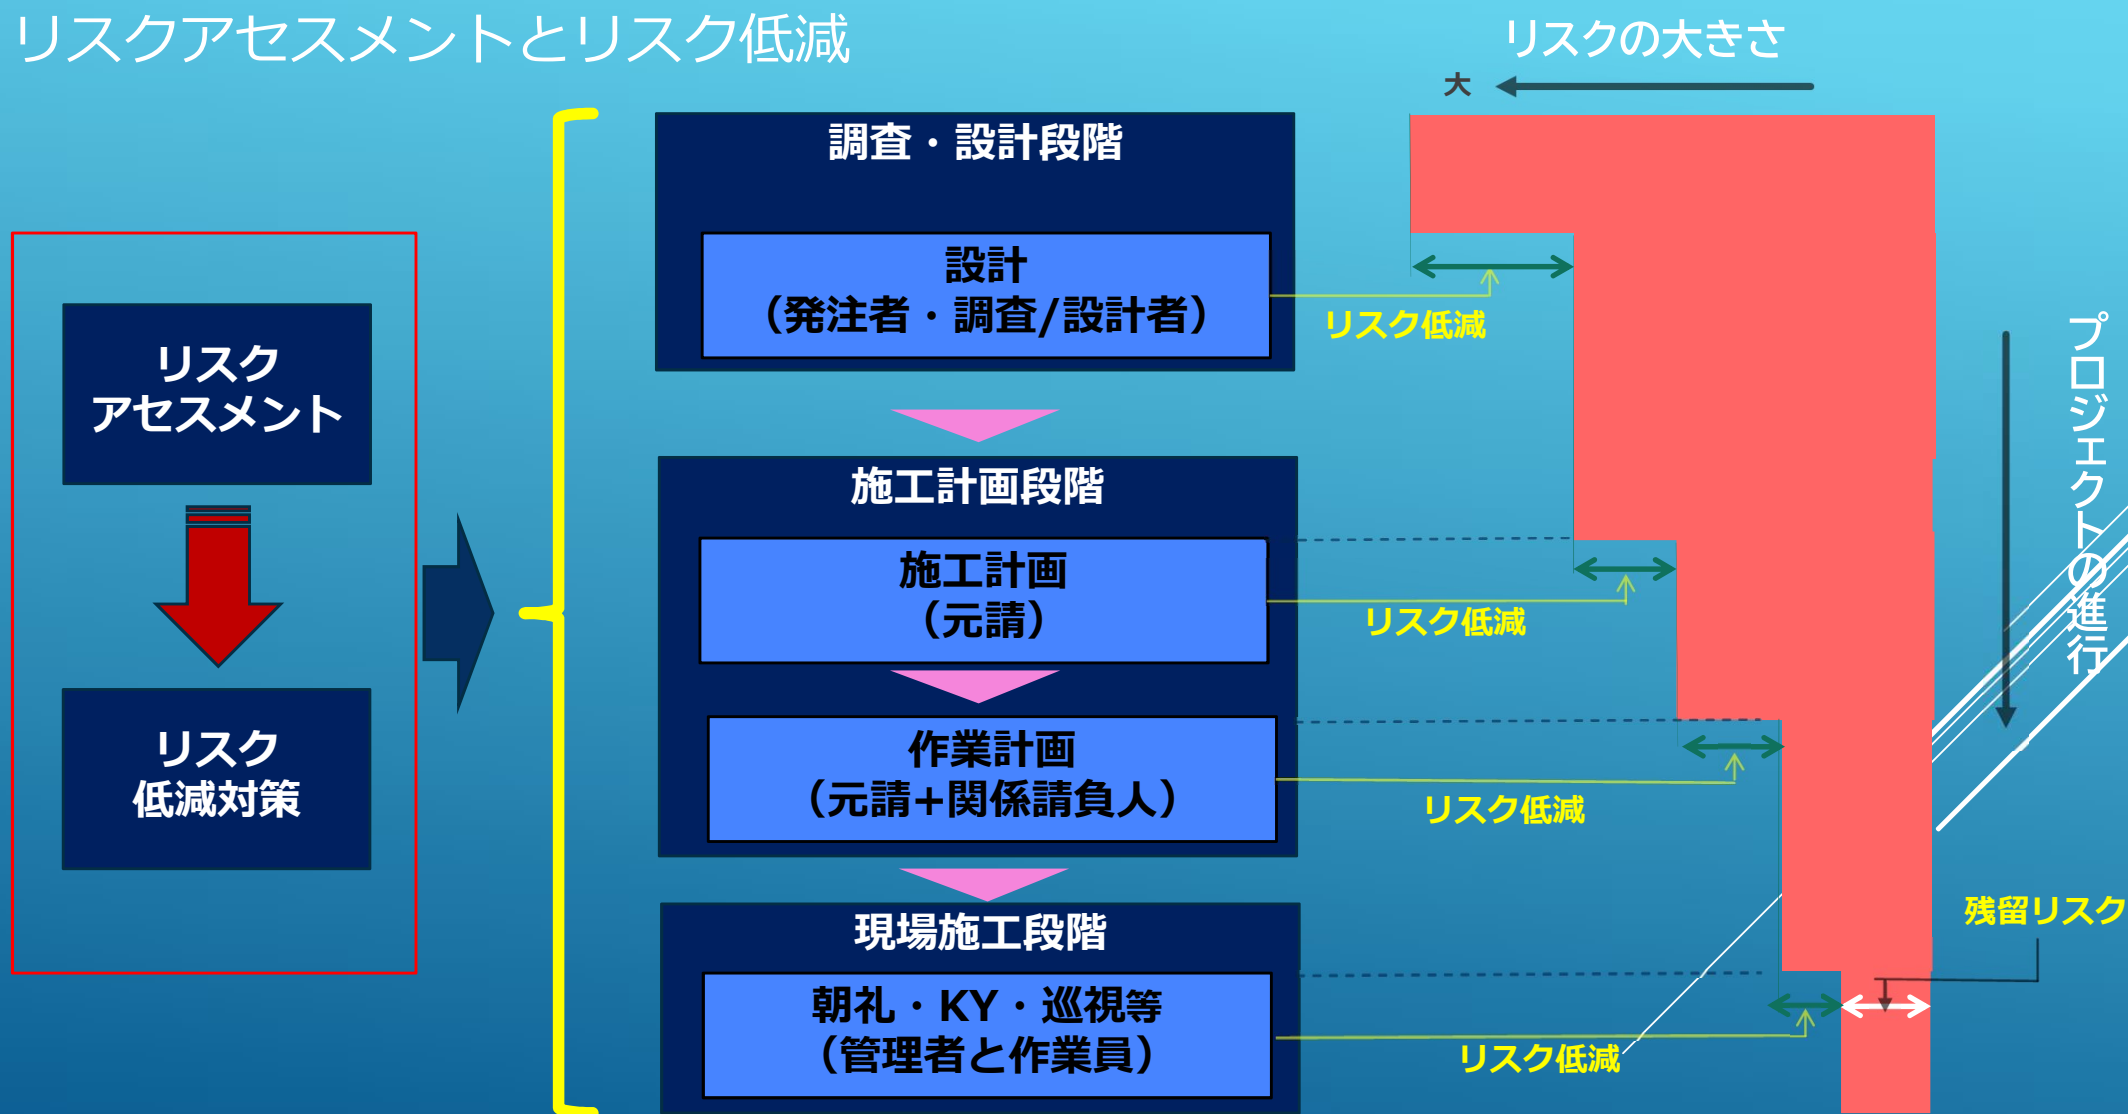 リスクアセスメントとリスク低減
リスクの大きさ
大
リスク
アセスメント
リスク
低減対策
調査・設計段階
設計
（発注者・調査/設計者）
リスク低減
施工計画段階
施工計画
（元請）
リスク低減
作業計画
（元請+関係請負人）
リスク低減
現場施工段階
朝礼・KY・巡視等
（管理者と作業員）
リスク低減
プロジェクトの進行
残留リスク